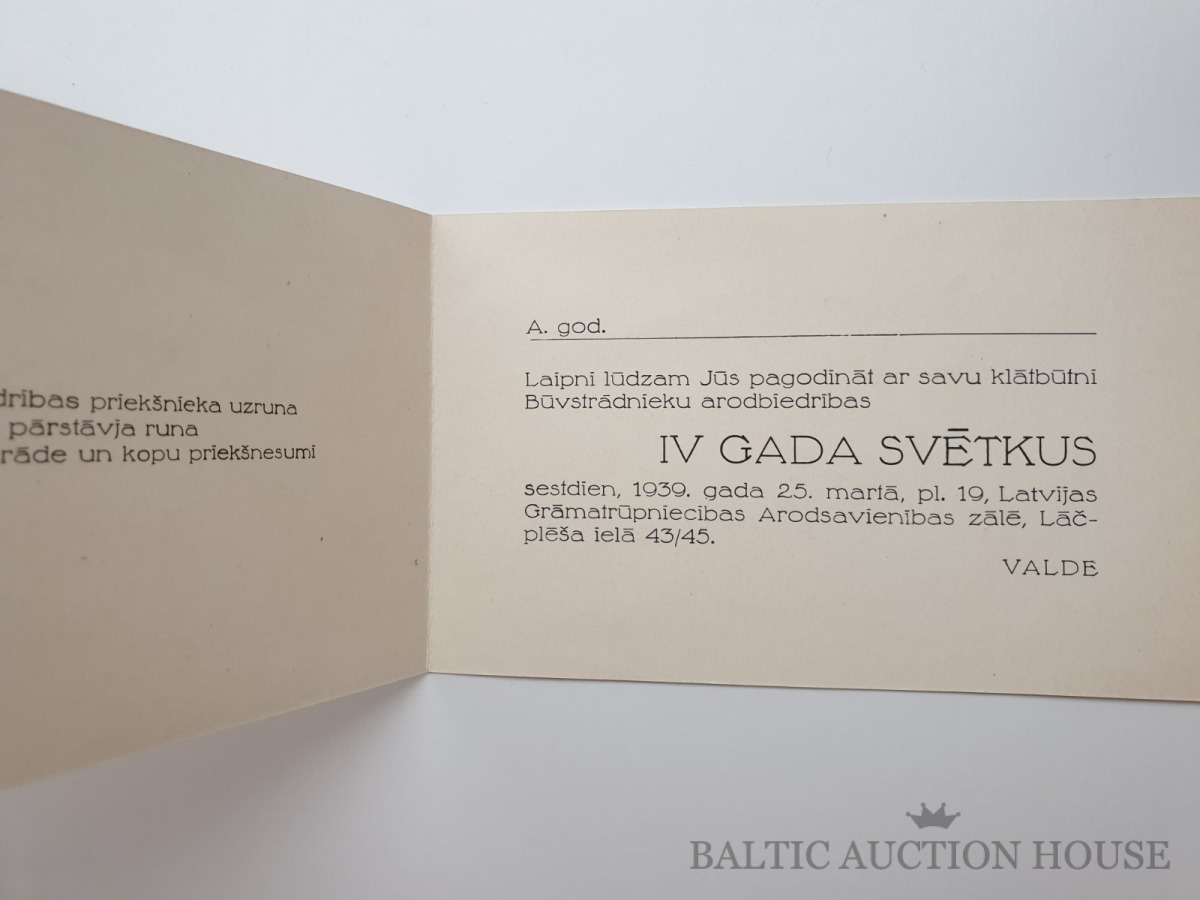 drības priekšnieka uzruna
pārstāvja runa
rāde un kopu priekšnesumi
A. god.
Laipni lūdzam Jūs pagodināt ar savu klātbūtni
Būvstrādnieku arodbiedrības
IV GADA SVĒTKUS
sestdien, 1939. gada 25. martā, pl. 19, Latvijas
Grāmatrūpniecības Arodsavienības zālē, Lāč-
plēša ielā 43/45.
VALDE
BALTIC AUCTION HOUSE